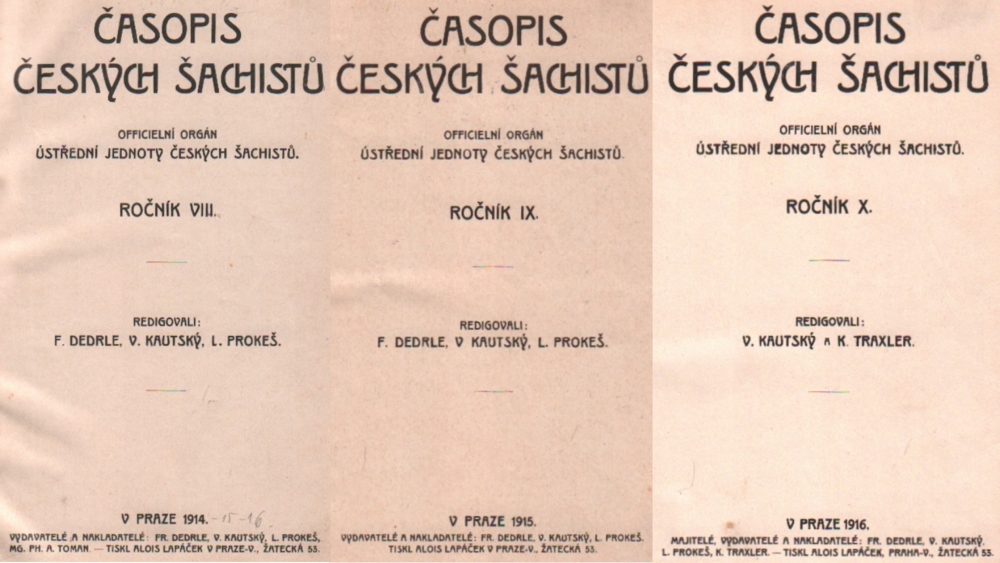 ČASOPIS
ČESKÝCH ŠACHISTŮ
OFFICIELNÍ ORGÁN
ÚSTŘEDNÍ JEDNOTY ČESKÝCH ŠACHISTŮ.
ROČNÍK VIII.
REDIGOVALI:
F. DEDRLE, V. KAUTSKÝ, L. PROKEŠ.
V PRAZE 1914. -15-16.
VYDAVATELÉ A NAKLADATELÉ: FR. DEDRLE, V. KAUTSKÝ, L. PROKEŠ,
MG. PH. A. TOMAN. — TISKL ALOIS LAPÁČEK V PRAZE-V., ŽATECKÁ 53.
ČASOPIS
ČESKÝCH ŠACHISTŮ
OFFICIELNÍ ORGÁN
ÚSTŘEDNÍ JEDNOTY ČESKÝCH ŠACHISTŮ.
ROČNÍK IX.
REDIGOVALI:
F. DEDRLE, V KAUTSKÝ, L. PROKEŠ.
V PRAZE 1915.
VYDAVATELÉ A NAKLADATELÉ: FR. DEDRLE, V. KAUTSKÝ, L. PROKEŠ.
TISKL ALOIS LAPÁČEK V PRAZE-V., ŽATECKÁ 53.
ČASOPIS
ČESKÝCH ŠACHISTŮ
OFFICIELNÍ ORGÁN
ÚSTŘEDNÍ JEDNOTY ČESKÝCH ŠACHISTŮ.
ROČNÍK X.
REDIGOVALI:
V. KAUTSKÝ A K. TRAXLER.
V PRAZE 1916.
MAJITELÉ, VYDAVATELÉ A NAKLADATELÉ: FR. DEDRLE, V. KAUTSKÝ.
L. PROKEŠ, K. TRAXLER. — TISKL ALOIS LAPÁČEK, PRAHA-V., ŽATECKÁ 53.